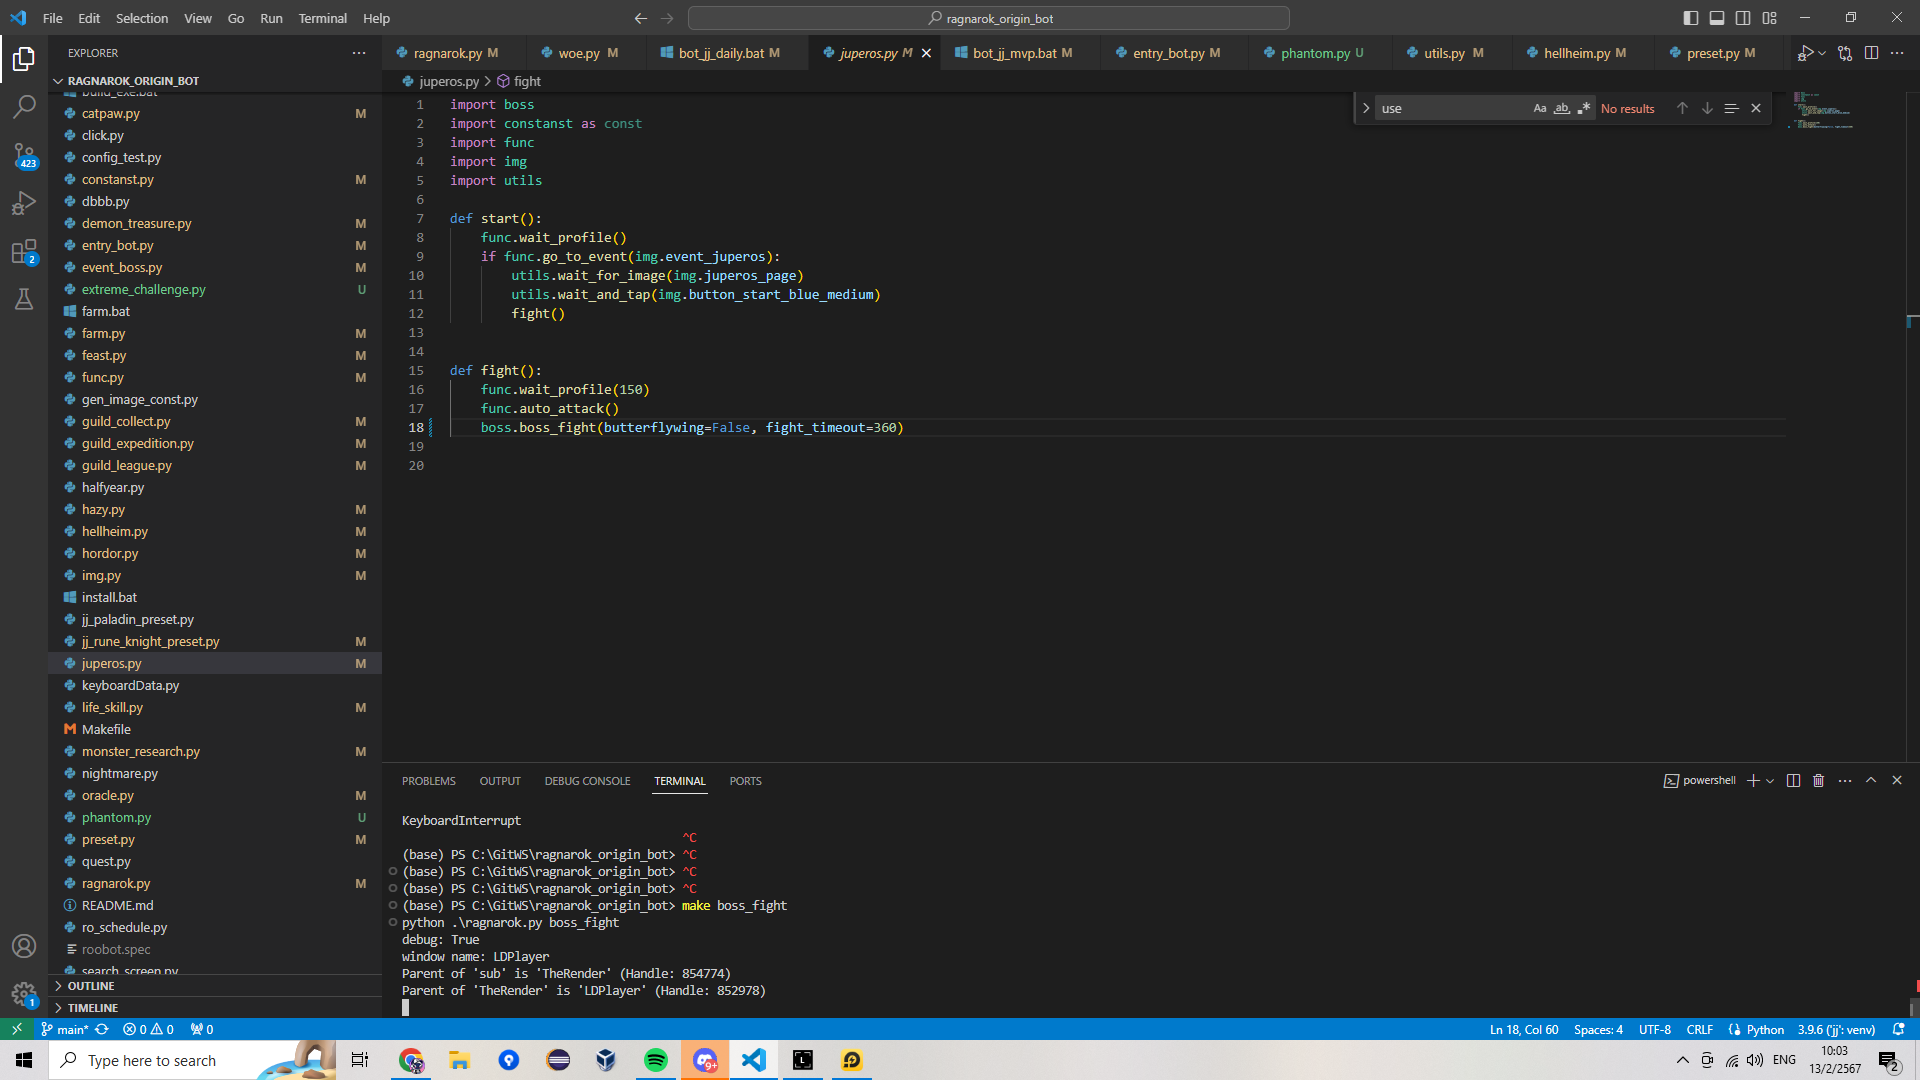 File Edit Selection View Go Run Terminal Help
ragnarok_origin_bot
EXPLORER
ragnarok.py M
woe.py M
bot_jj_daily.bat M
juperos.py M
bot_jj_mvp.bat M
entry_bot.py M
phantom.py U
utils.py M
hellheim.py M
preset.py M
RAGNAROK_ORIGIN_BOT
juperos.py > fight
build_exe.bat
catpaw.py M
click.py
config_test.py
constanst.py M
dbbb.py
demon_treasure.py M
entry_bot.py M
event_boss.py M
extreme_challenge.py U
farm.bat
farm.py M
feast.py M
func.py M
gen_image_const.py
guild_collect.py M
guild_expedition.py M
guild_league.py M
halfyear.py
hazy.py M
hellheim.py M
hordor.py M
img.py M
install.bat
jj_paladin_preset.py
jj_rune_knight_preset.py M
juperos.py M
keyboardData.py
life_skill.py M
Makefile
monster_research.py M
nightmare.py
oracle.py M
phantom.py U
preset.py M
quest.py
ragnarok.py M
README.md
ro_schedule.py
roobot.spec
search_screen.py
OUTLINE
TIMELINE
423
2
1
use
Aa ab .*
No results
1 import boss
2 import constanst as const
3 import func
4 import img
5 import utils
6
7 def start():
8 func.wait_profile()
9 if func.go_to_event(img.event_juperos):
10 utils.wait_for_image(img.juperos_page)
11 utils.wait_and_tap(img.button_start_blue_medium)
12 fight()
13
14
15 def fight():
16 func.wait_profile(150)
17 func.auto_attack()
18 boss.boss_fight(butterflywing=False, fight_timeout=360)
19
20
PROBLEMS OUTPUT DEBUG CONSOLE TERMINAL PORTS
powershell
KeyboardInterrupt
^C
(base) PS C:\GitWS\ragnarok_origin_bot> ^C
(base) PS C:\GitWS\ragnarok_origin_bot> ^C
(base) PS C:\GitWS\ragnarok_origin_bot> ^C
(base) PS C:\GitWS\ragnarok_origin_bot> make boss_fight
python .\ragnarok.py boss_fight
debug: True
window name: LDPlayer
Parent of 'sub' is 'TheRender' (Handle: 854774)
Parent of 'TheRender' is 'LDPlayer' (Handle: 852978)
main* 0 0 0
Ln 18, Col 60 Spaces: 4 UTF-8 CRLF Python 3.9.6 ('jj': venv)
Type here to search
9+
ENG
10:03
13/2/2567
2